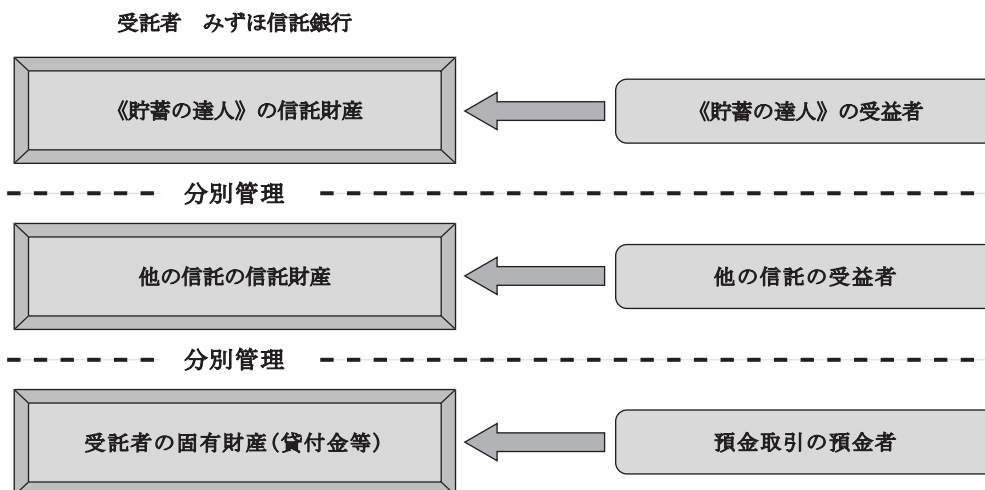 受託者　みずほ信託銀行
《貯蓄の達人》の信託財産
《貯蓄の達人》の受益者
分別管理
他の信託の信託財産
他の信託の受益者
分別管理
受託者の固有財産(貸付金等)
預金取引の預金者